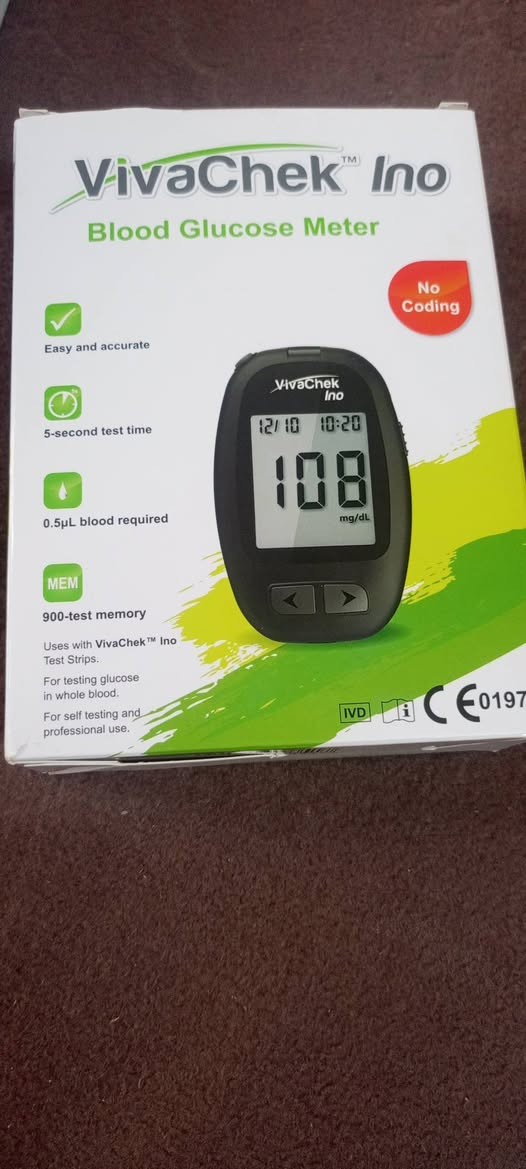 VivaChek™ Ino
Blood Glucose Meter
No
Coding
Easy and accurate
5s
5-second test time
0.5µL blood required
MEM
900-test memory
Uses with VivaChek™ Ino
Test Strips.
For testing glucose
in whole blood.
For self testing and
professional use.
VivaChek
Ino
12/10 10:20
108
mg/dL
IVD
i
CE0197